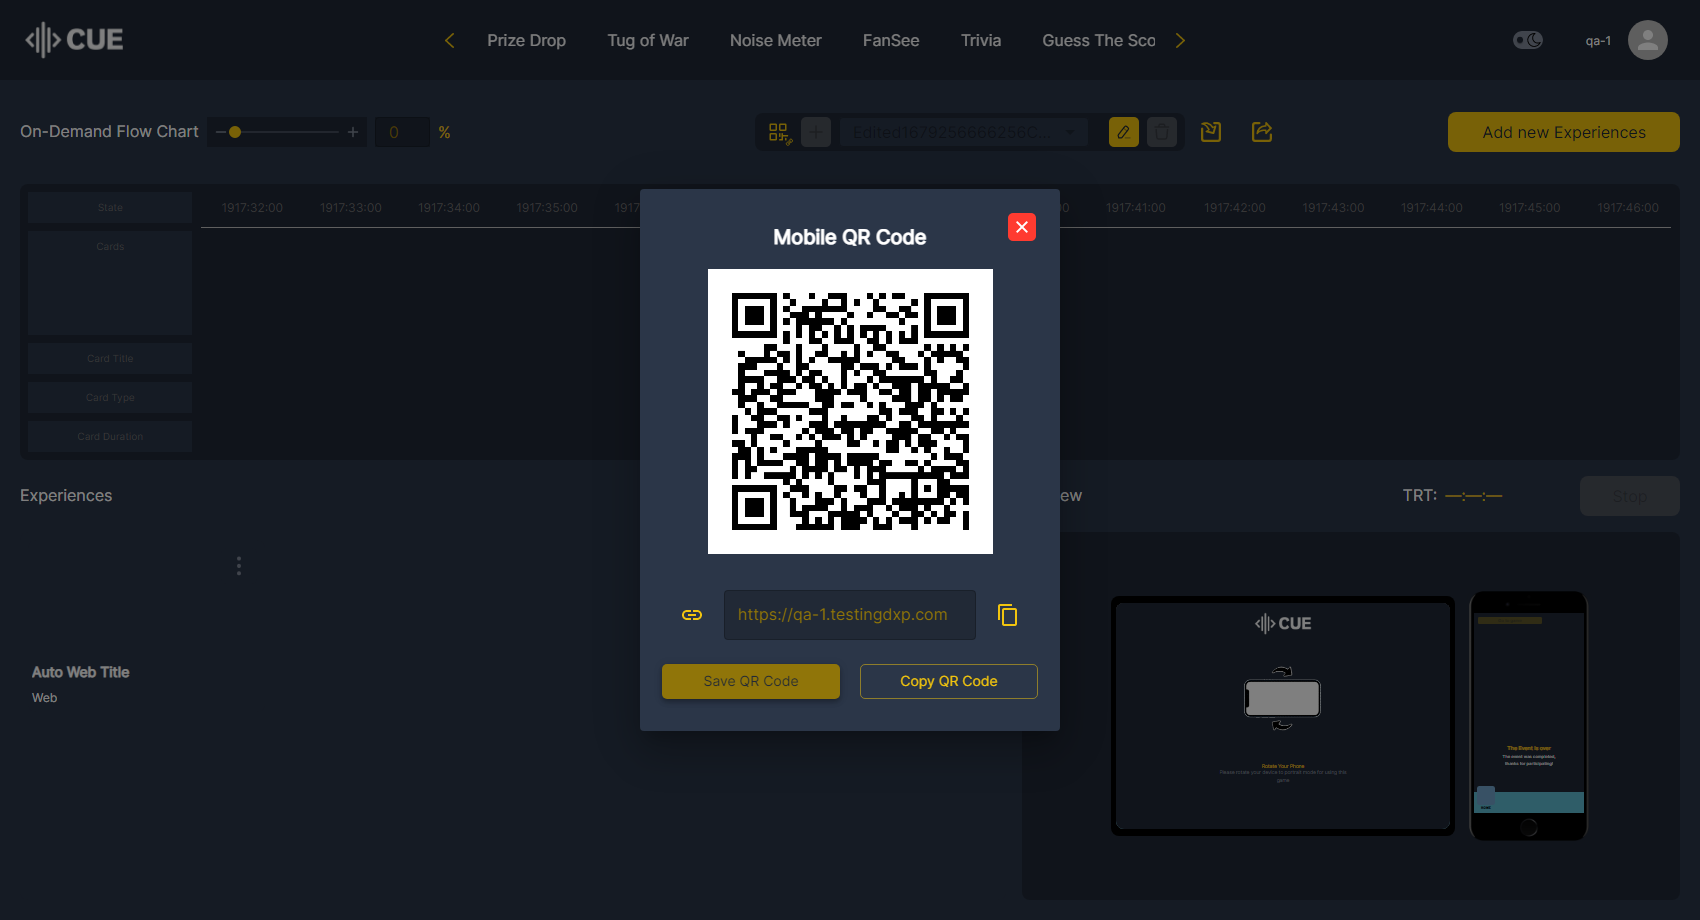 CUE
Prize Drop
Tug of War
Noise Meter
FanSee
Trivia
Guess The Sco
qa-1
On-Demand Flow Chart
0
%
Edited1679256666256C...
Add new Experiences
State
1917:32:00
1917:33:00
1917:34:00
1917:35:00
1917
00
1917:41:00
1917:42:00
1917:43:00
1917:44:00
1917:45:00
1917:46:00
Cards
Card Title
Card Type
Card Duration
Mobile QR Code
https://qa-1.testingdxp.com
Save QR Code
Copy QR Code
Experiences
ew
TRT: —:—:—
Stop
Auto Web Title
Web
CUE
Rotate Your Phone
Please rotate your device to portrait mode for using this
game
The Event is over
The event was completed,
thanks for participating!